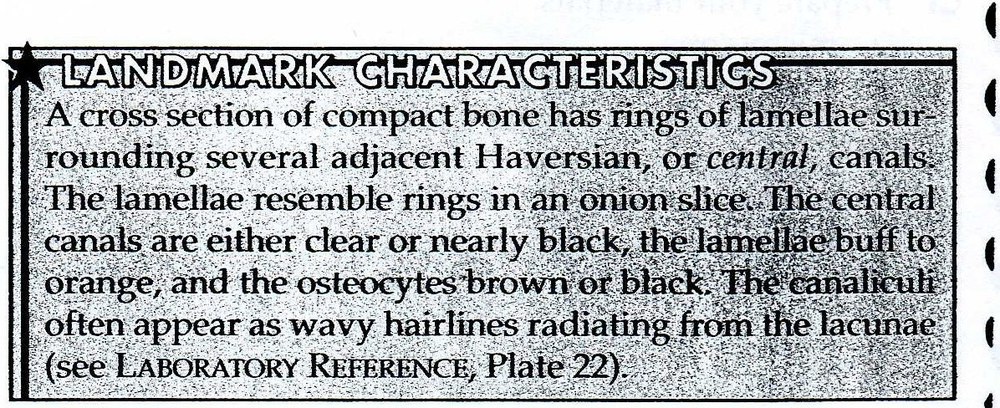 LANDMARK CHARACTERISTICS
A cross section of compact bone has rings of lamellae sur-
rounding several adjacent Haversian, or central, canals.
The lamellae resemble rings in an onion slice. The central
canals are either clear or nearly black, the lamellae buff to
orange, and the osteocytes brown or black. The canaliculi
often appear as wavy hairlines radiating from the lacunae
(see LABORATORY REFERENCE, Plate 22).